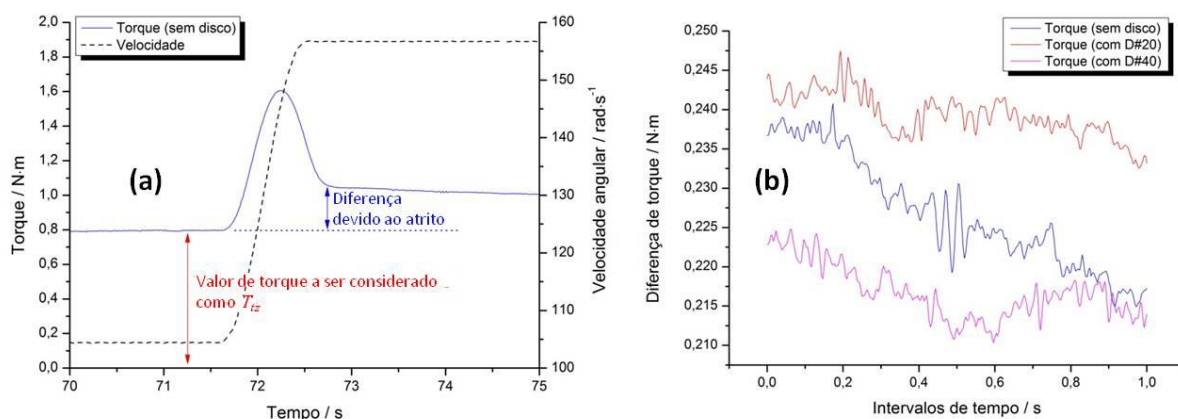 Torque (sem disco)
Velocidade
2,0
1,8
1,6
1,4
1,2
1,0
0,8
0,6
0,4
0,2
0,0
Torque / N·m
(a)
Diferença
devido ao atrito
Valor de torque a ser considerado
como Ttz
160
150
140
130
120
110
100
Velocidade angular / rad·s⁻¹
70
71
72
73
74
75
Tempo / s
Torque (sem disco)
Torque (com D#20)
Torque (com D#40)
0,250
0,245
0,240
0,235
0,230
0,225
0,220
0,215
0,210
Diferença de torque / N·m
(b)
0,0
0,2
0,4
0,6
0,8
1,0
Intervalos de tempo / s